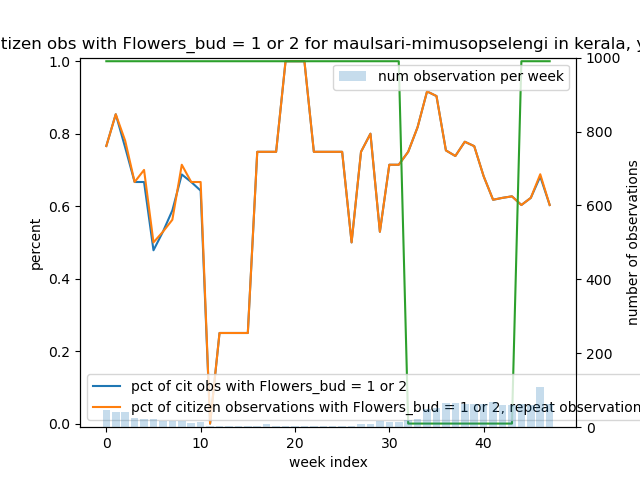 tizen obs with Flowers_bud = 1 or 2 for maulsari-mimusopselengi in kerala, y
num observation per week
percent
1.0
0.8
0.6
0.4
0.2
0.0
1000
800
600
400
200
0
number of observations
pct of cit obs with Flowers_bud = 1 or 2
pct of citizen observations with Flowers_bud = 1 or 2, repeat observation
0
10
20
30
40
week index